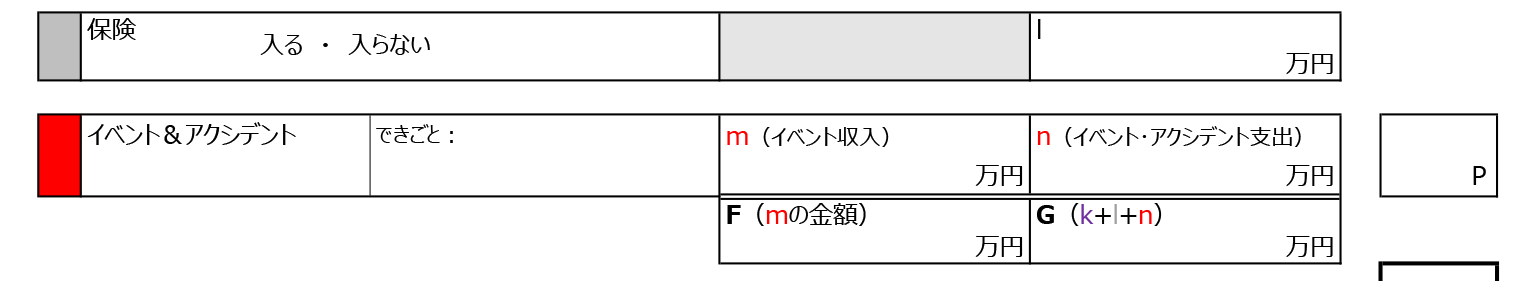 保険
入る ・ 入らない
l
万円
イベント＆アクシデント
できごと：
m（イベント収入）
万円
n（イベント・アクシデント支出）
万円
P
F（mの金額）
万円
G（k+l+n）
万円